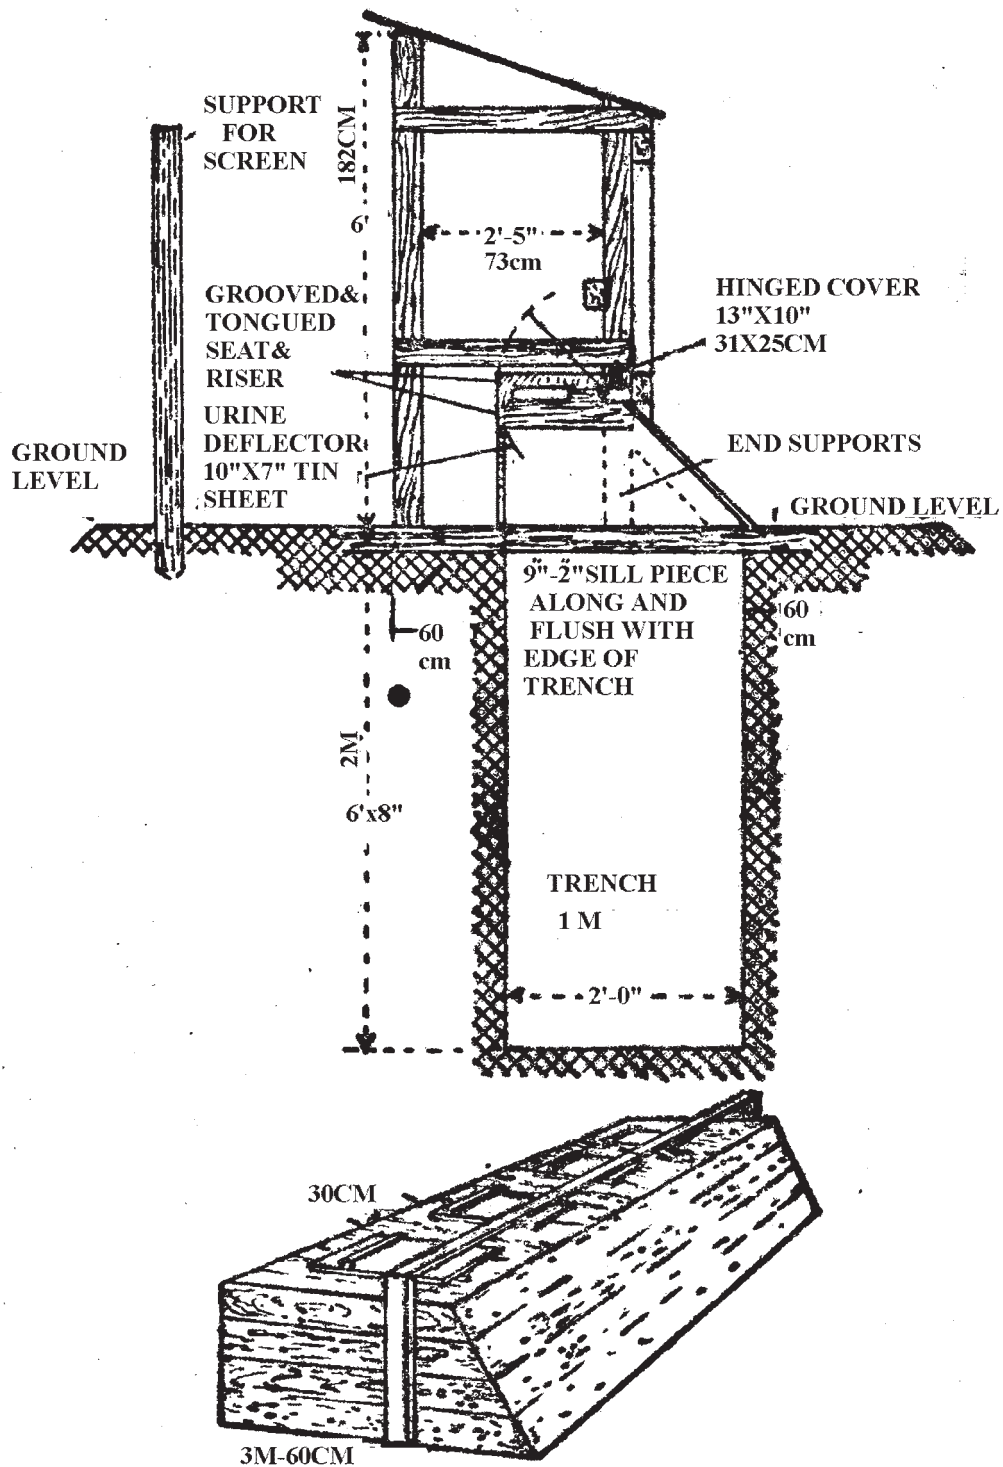 SUPPORT
FOR
SCREEN
182CM
6'
2'-5"
73cm
GROOVED&
TONGUED
SEAT&
RISER
HINGED COVER
13"X10"
31X25CM
URINE
DEFLECTOR
10"X7" TIN
SHEET
GROUND
LEVEL
END SUPPORTS
GROUND LEVEL
9"-2"SILL PIECE
ALONG AND
FLUSH WITH
EDGE OF
TRENCH
60
cm
60
cm
2M
6'x8"
TRENCH
1 M
2'-0"
30CM
3M-60CM